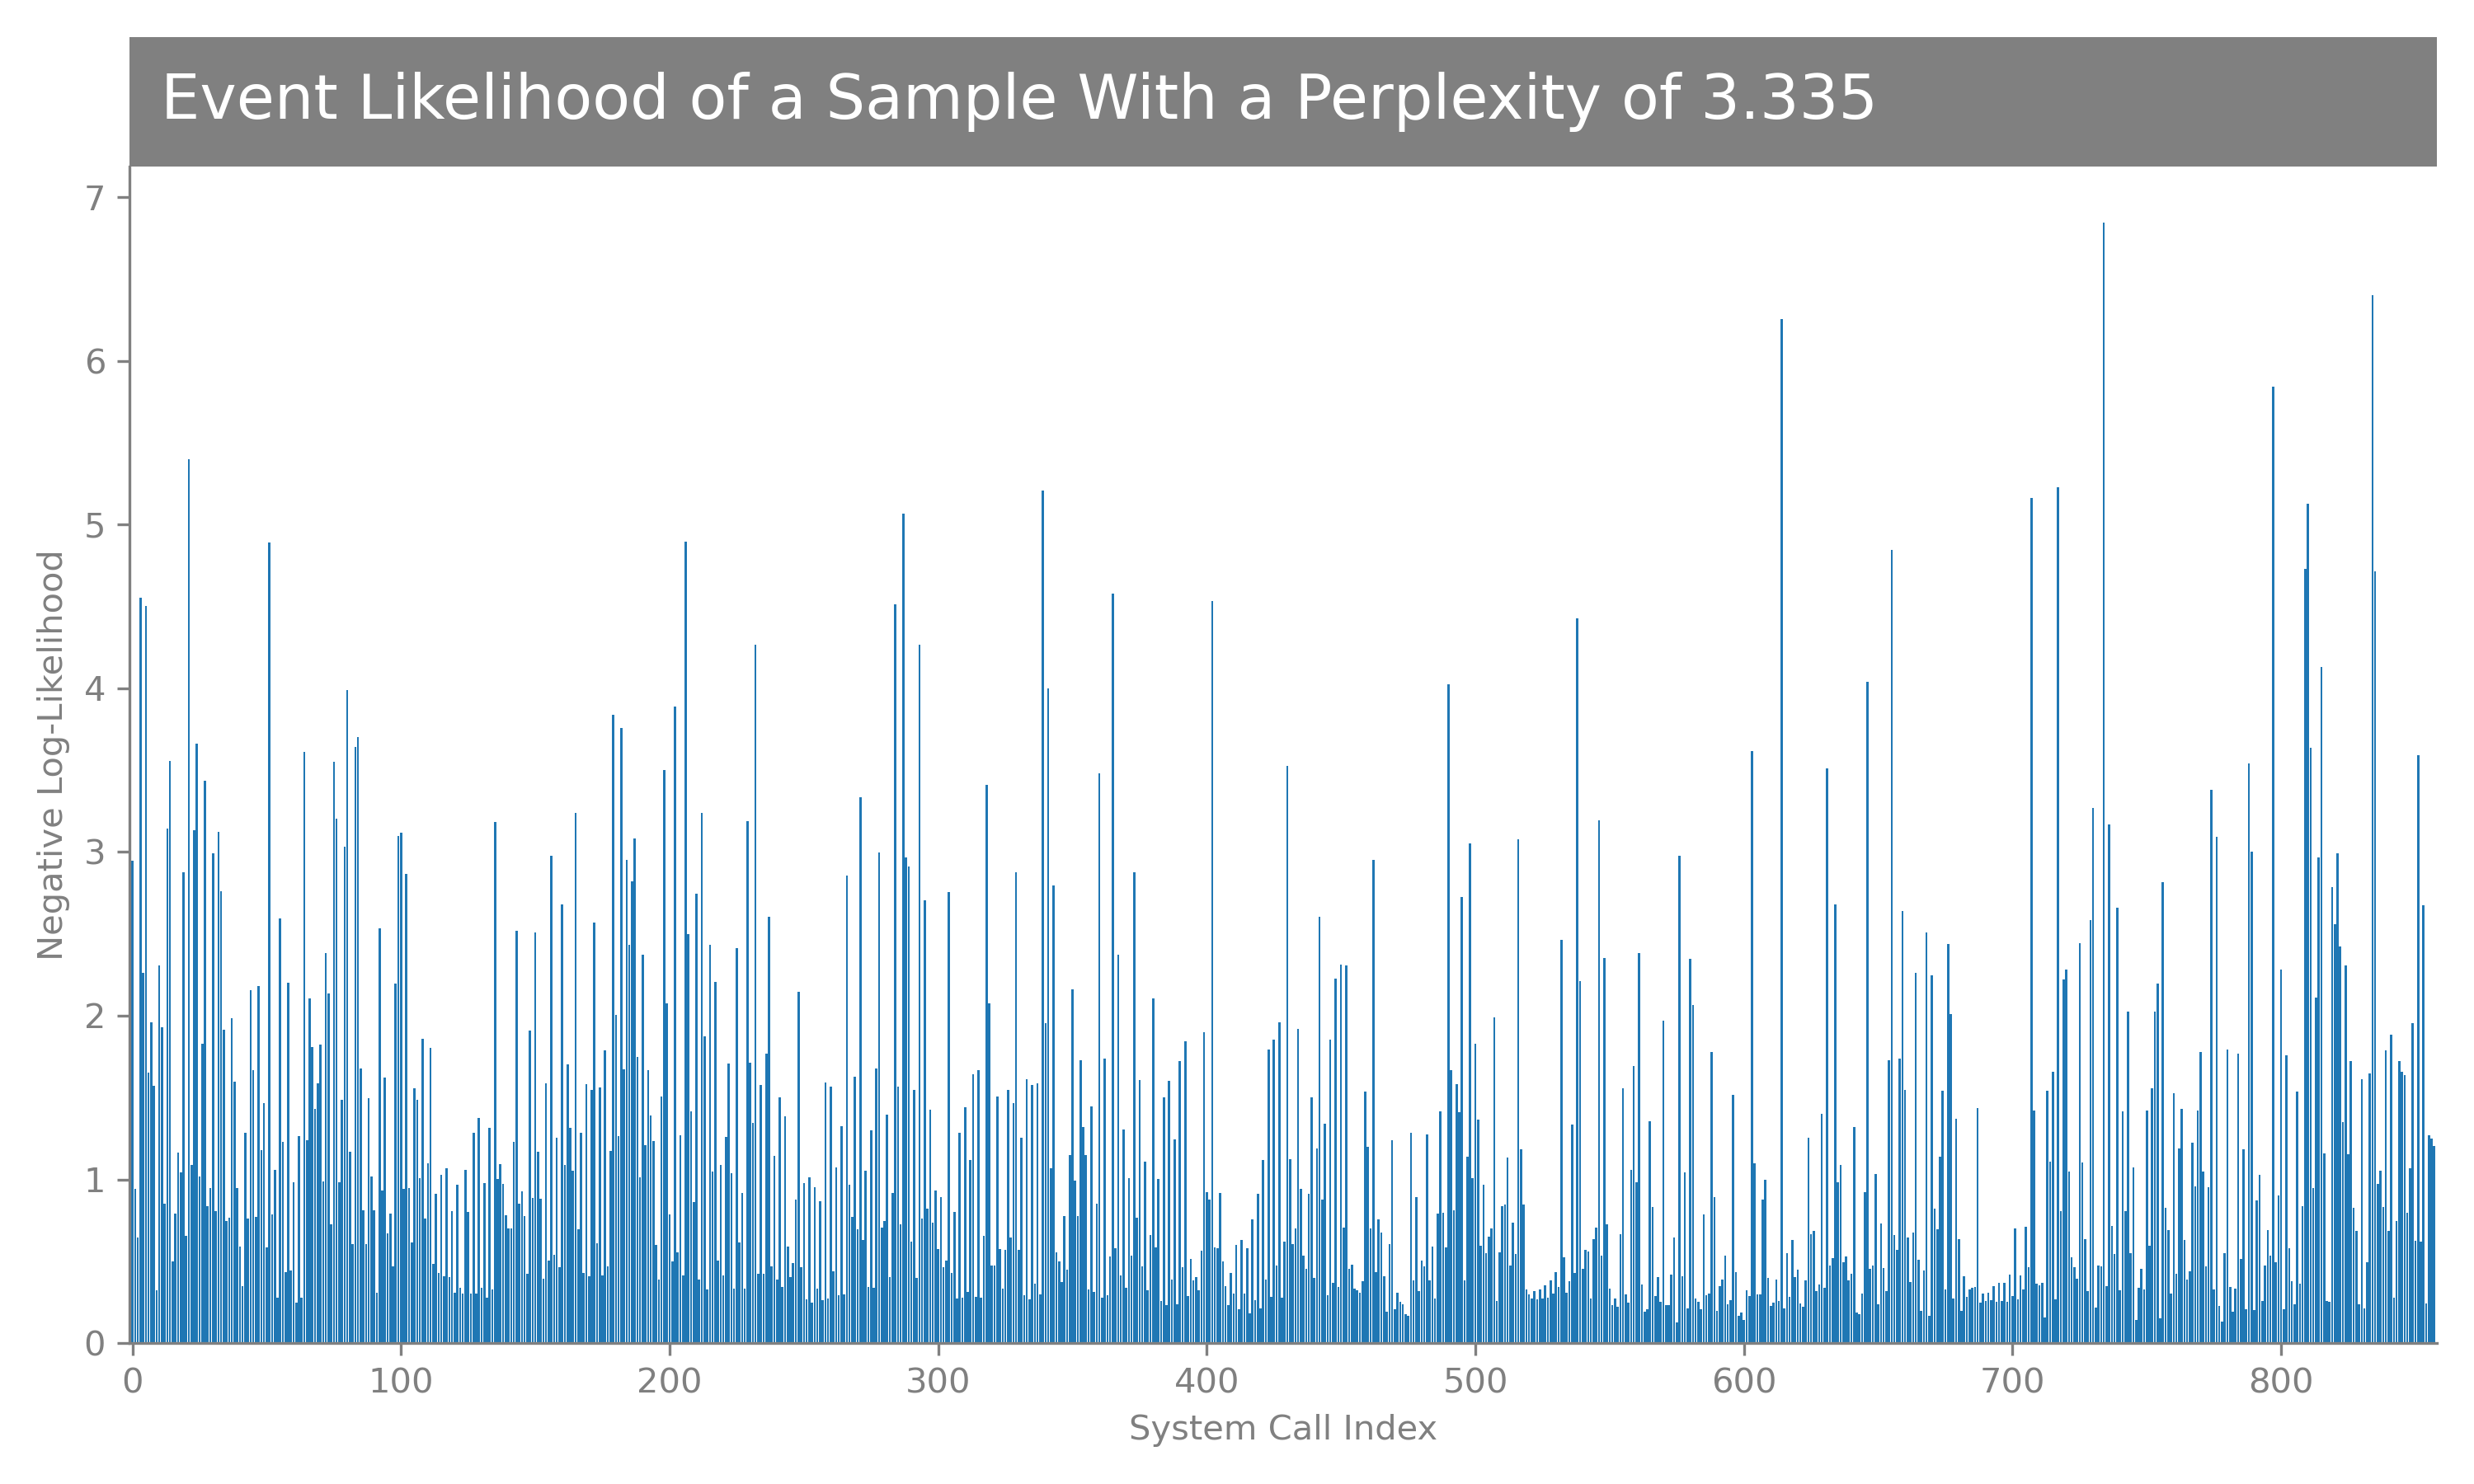 Event Likelihood of a Sample With a Perplexity of 3.335
7
6
5
4
3
2
1
0
Negative Log-Likelihood
0 100 200 300 400 500 600 700 800
System Call Index